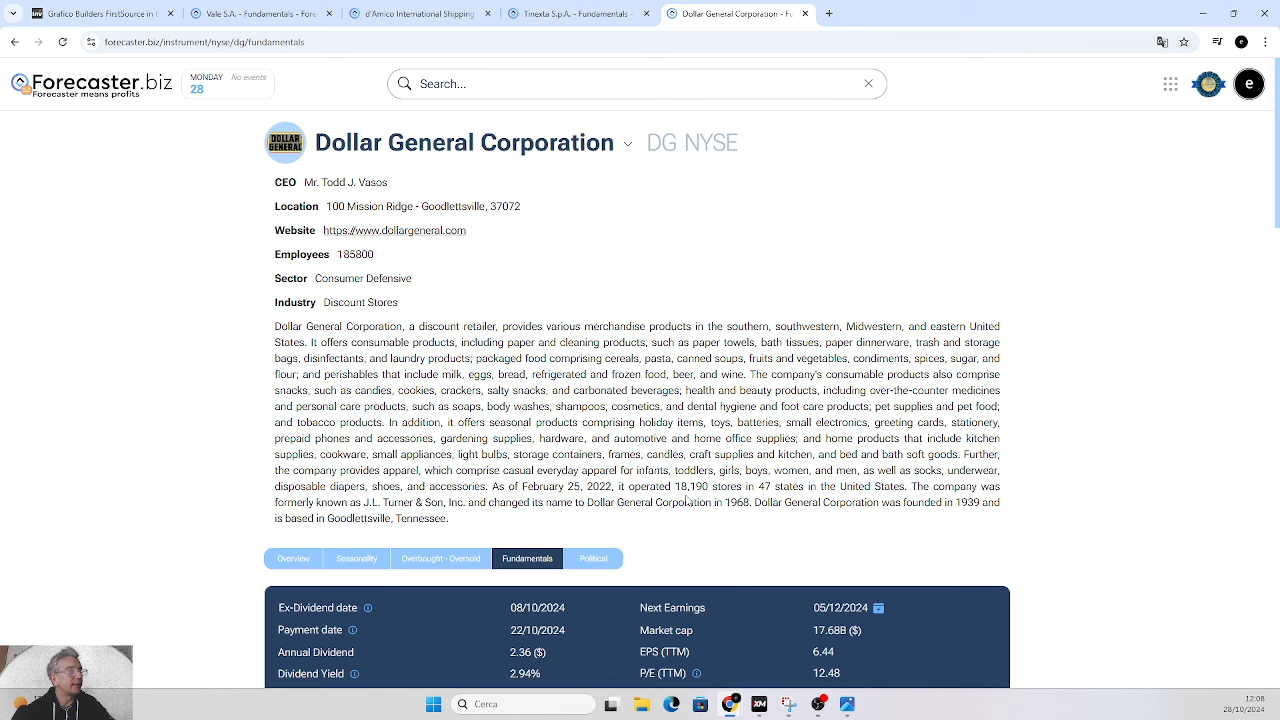 Vale S.A. - Fundamentals - For
d'Amico International Shipping
Tinexta S.p.A. - Fundamentals -
Dollar General Corporation - Fu
forecaster.biz/instrument/nyse/dg/fundamentals
e
Forecaster.biz
Forecaster means profits
MONDAY No events
28
Search...
e
DOLLAR GENERAL
Dollar General Corporation DG NYSE
CEO Mr. Todd J. Vasos
Location 100 Mission Ridge - Goodlettsville, 37072
Website https://www.dollargeneral.com
Employees 185800
Sector Consumer Defensive
Industry Discount Stores
Dollar General Corporation, a discount retailer, provides various merchandise products in the southern, southwestern, Midwestern, and eastern United
States. It offers consumable products, including paper and cleaning products, such as paper towels, bath tissues, paper dinnerware, trash and storage
bags, disinfectants, and laundry products; packaged food comprising cereals, pasta, canned soups, fruits and vegetables, condiments, spices, sugar, and
flour; and perishables that include milk, eggs, bread, refrigerated and frozen food, beer, and wine. The company's consumable products also comprise
snacks, such as candies, cookies, crackers, salty snacks, and carbonated beverages; health and beauty products, including over-the-counter medicines
and personal care products, such as soaps, body washes, shampoos, cosmetics, and dental hygiene and foot care products; pet supplies and pet food;
and tobacco products. In addition, it offers seasonal products comprising holiday items, toys, batteries, small electronics, greeting cards, stationery,
prepaid phones and accessories, gardening supplies, hardware, and automotive and home office supplies; and home products that include kitchen
supplies, cookware, small appliances, light bulbs, storage containers, frames, candles, craft supplies and kitchen, and bed and bath soft goods. Further,
the company provides apparel, which comprise casual everyday apparel for infants, toddlers, girls, boys, women, and men, as well as socks, underwear,
disposable diapers, shoes, and accessories. As of February 25, 2022, it operated 18,190 stores in 47 states in the United States. The company was
formerly known as J.L. Turner & Son, Inc. and changed its name to Dollar General Corporation in 1968. Dollar General Corporation was founded in 1939 and
is based in Goodlettsville, Tennessee.
Overview Seasonality Overbought - Oversold Fundamentals Political
Ex-Dividend date 08/10/2024 Next Earnings 05/12/2024
Payment date 22/10/2024 Market cap 17.68B ($)
Annual Dividend 2.36 ($) EPS (TTM) 6.44
Dividend Yield 2.94% P/E (TTM) 12.48
Cerca
12:08
28/10/2024